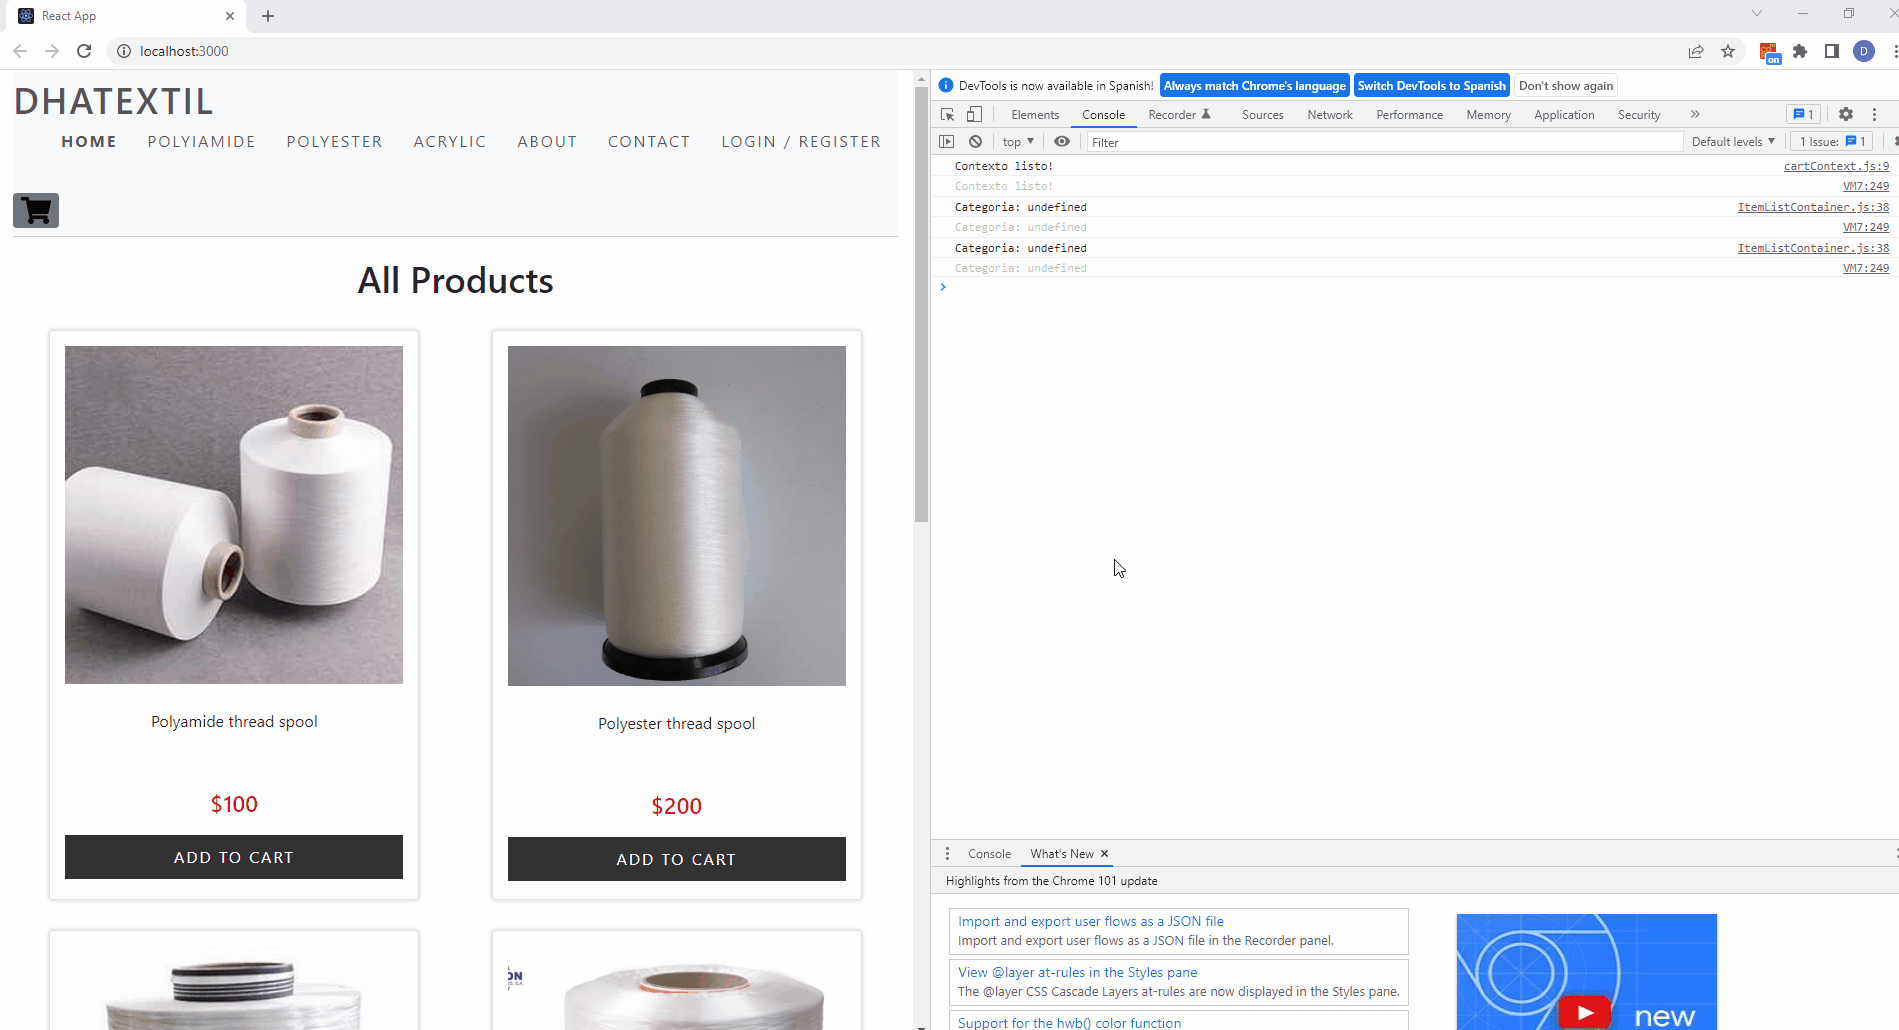 React App
localhost:3000
on
D
DHATEXTIL
HOME POLYIAMIDE POLYESTER ACRYLIC ABOUT CONTACT LOGIN / REGISTER
All Products
Polyamide thread spool
$100
ADD TO CART
Polyester thread spool
$200
ADD TO CART
ON
DevTools is now available in Spanish! Always match Chrome's language Switch DevTools to Spanish Don't show again
Elements Console Recorder Sources Network Performance Memory Application Security » 1
top Filter Default levels 1 Issue: 1
Contexto listo! cartContext.js:9
Contexto listo! VM7:249
Categoria: undefined ItemListContainer.js:38
Categoria: undefined VM7:249
Categoria: undefined ItemListContainer.js:38
Categoria: undefined VM7:249
Console What's New
Highlights from the Chrome 101 update
Import and export user flows as a JSON file
Import and export user flows as a JSON file in the Recorder panel.
View @layer at-rules in the Styles pane
The @layer CSS Cascade Layers at-rules are now displayed in the Styles pane.
Support for the hwb() color function
new